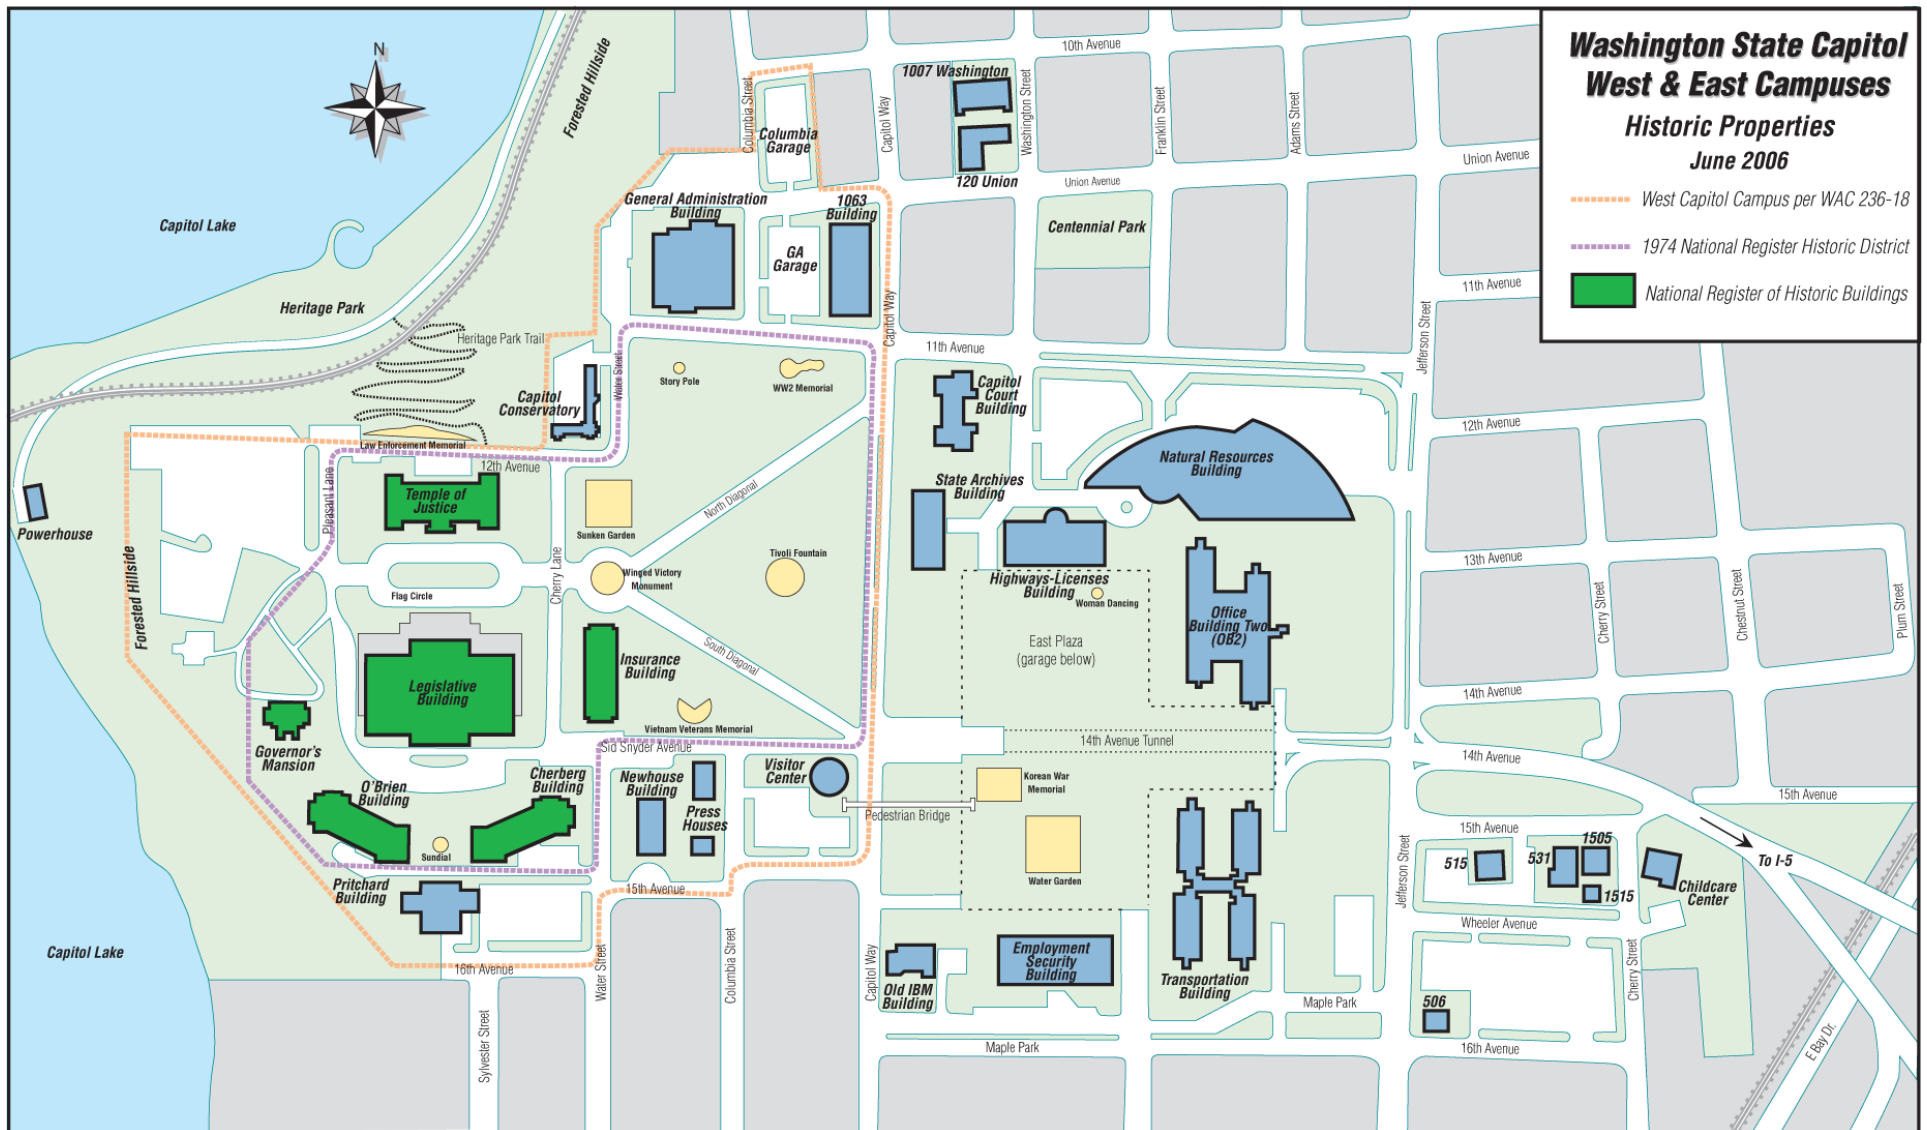 Washington State Capitol
West & East Campuses
Historic Properties
June 2006
West Capitol Campus per WAC 236-18
1974 National Register Historic District
National Register of Historic Buildings
N
Forested Hillside
10th Avenue
1007 Washington
Columbia Street
Capitol Way
Washington Street
Franklin Street
Adams Street
Columbia
Garage
Union Avenue
120 Union
Union Avenue
General Administration
Building
1063
Building
Capitol Lake
Centennial Park
GA
Garage
Heritage Park
11th Avenue
Capitol Way
Jefferson Street
Heritage Park Trail
11th Avenue
Water Street
Story Pole
WW2 Memorial
Capitol
Conservatory
Capitol
Court
Building
12th Avenue
Law Enforcement Memorial
12th Avenue
Natural Resources
Building
Pleasant Lane
Temple of
Justice
North Diagonal
State Archives
Building
Powerhouse
Sunken Garden
Tivoli Fountain
13th Avenue
Forested Hillside
Cherry Lane
Winged Victory
Monument
Flag Circle
Highways-Licenses
Building
Woman Dancing
Office
Building Two
(OB2)
Cherry Street
Chestnut Street
Plum Street
East Plaza
(garage below)
Insurance
Building
South Diagonal
Legislative
Building
14th Avenue
Vietnam Veterans Memorial
Governor's
Mansion
Sid Snyder Avenue
14th Avenue Tunnel
14th Avenue
Cherberg
Building
O'Brien
Building
Newhouse
Building
Visitor
Center
Korean War
Memorial
15th Avenue
Press
Houses
Pedestrian Bridge
15th Avenue
1505
Sundial
515
531
To I-5
Water Garden
Jefferson Street
Pritchard
Building
15th Avenue
1515
Childcare
Center
Wheeler Avenue
Capitol Lake
16th Avenue
Water Street
Columbia Street
Capitol Way
Employment
Security
Building
Old IBM
Building
Transportation
Building
Cherry Street
Maple Park
506
Sylvester Street
Maple Park
16th Avenue
E Bay Dr.